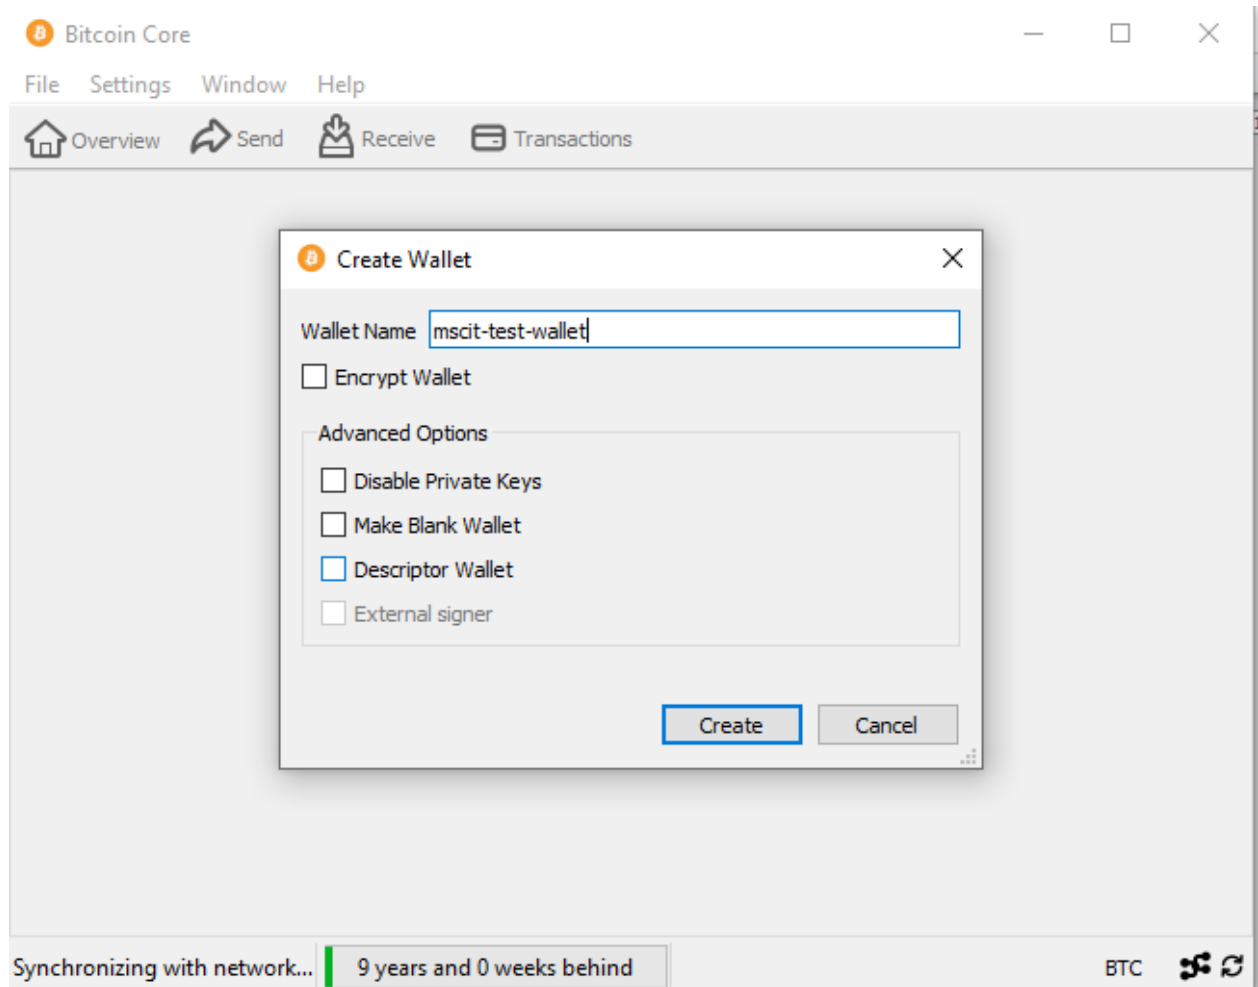 Bitcoin Core
File Settings Window Help
Overview Send Receive Transactions
Create Wallet
Wallet Name mscit-test-wallet
Encrypt Wallet
Advanced Options
Disable Private Keys
Make Blank Wallet
Descriptor Wallet
External signer
Create Cancel
Synchronizing with network... 9 years and 0 weeks behind BTC